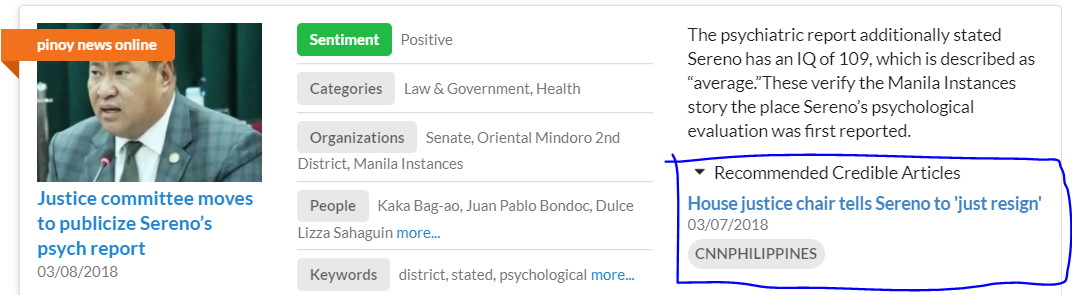 pinoy news online
Justice committee moves
to publicize Sereno's
psych report
03/08/2018
Sentiment Positive
Categories Law & Government, Health
Organizations Senate, Oriental Mindoro 2nd
District, Manila Instances
People Kaka Bag-ao, Juan Pablo Bondoc, Dulce
Lizza Sahaguin more...
Keywords district, stated, psychological more...
The psychiatric report additionally stated
Sereno has an IQ of 109, which is described as
“average.”These verify the Manila Instances
story the place Sereno’s psychological
evaluation was first reported.
Recommended Credible Articles
House justice chair tells Sereno to 'just resign'
03/07/2018
CNNPHILIPPINES